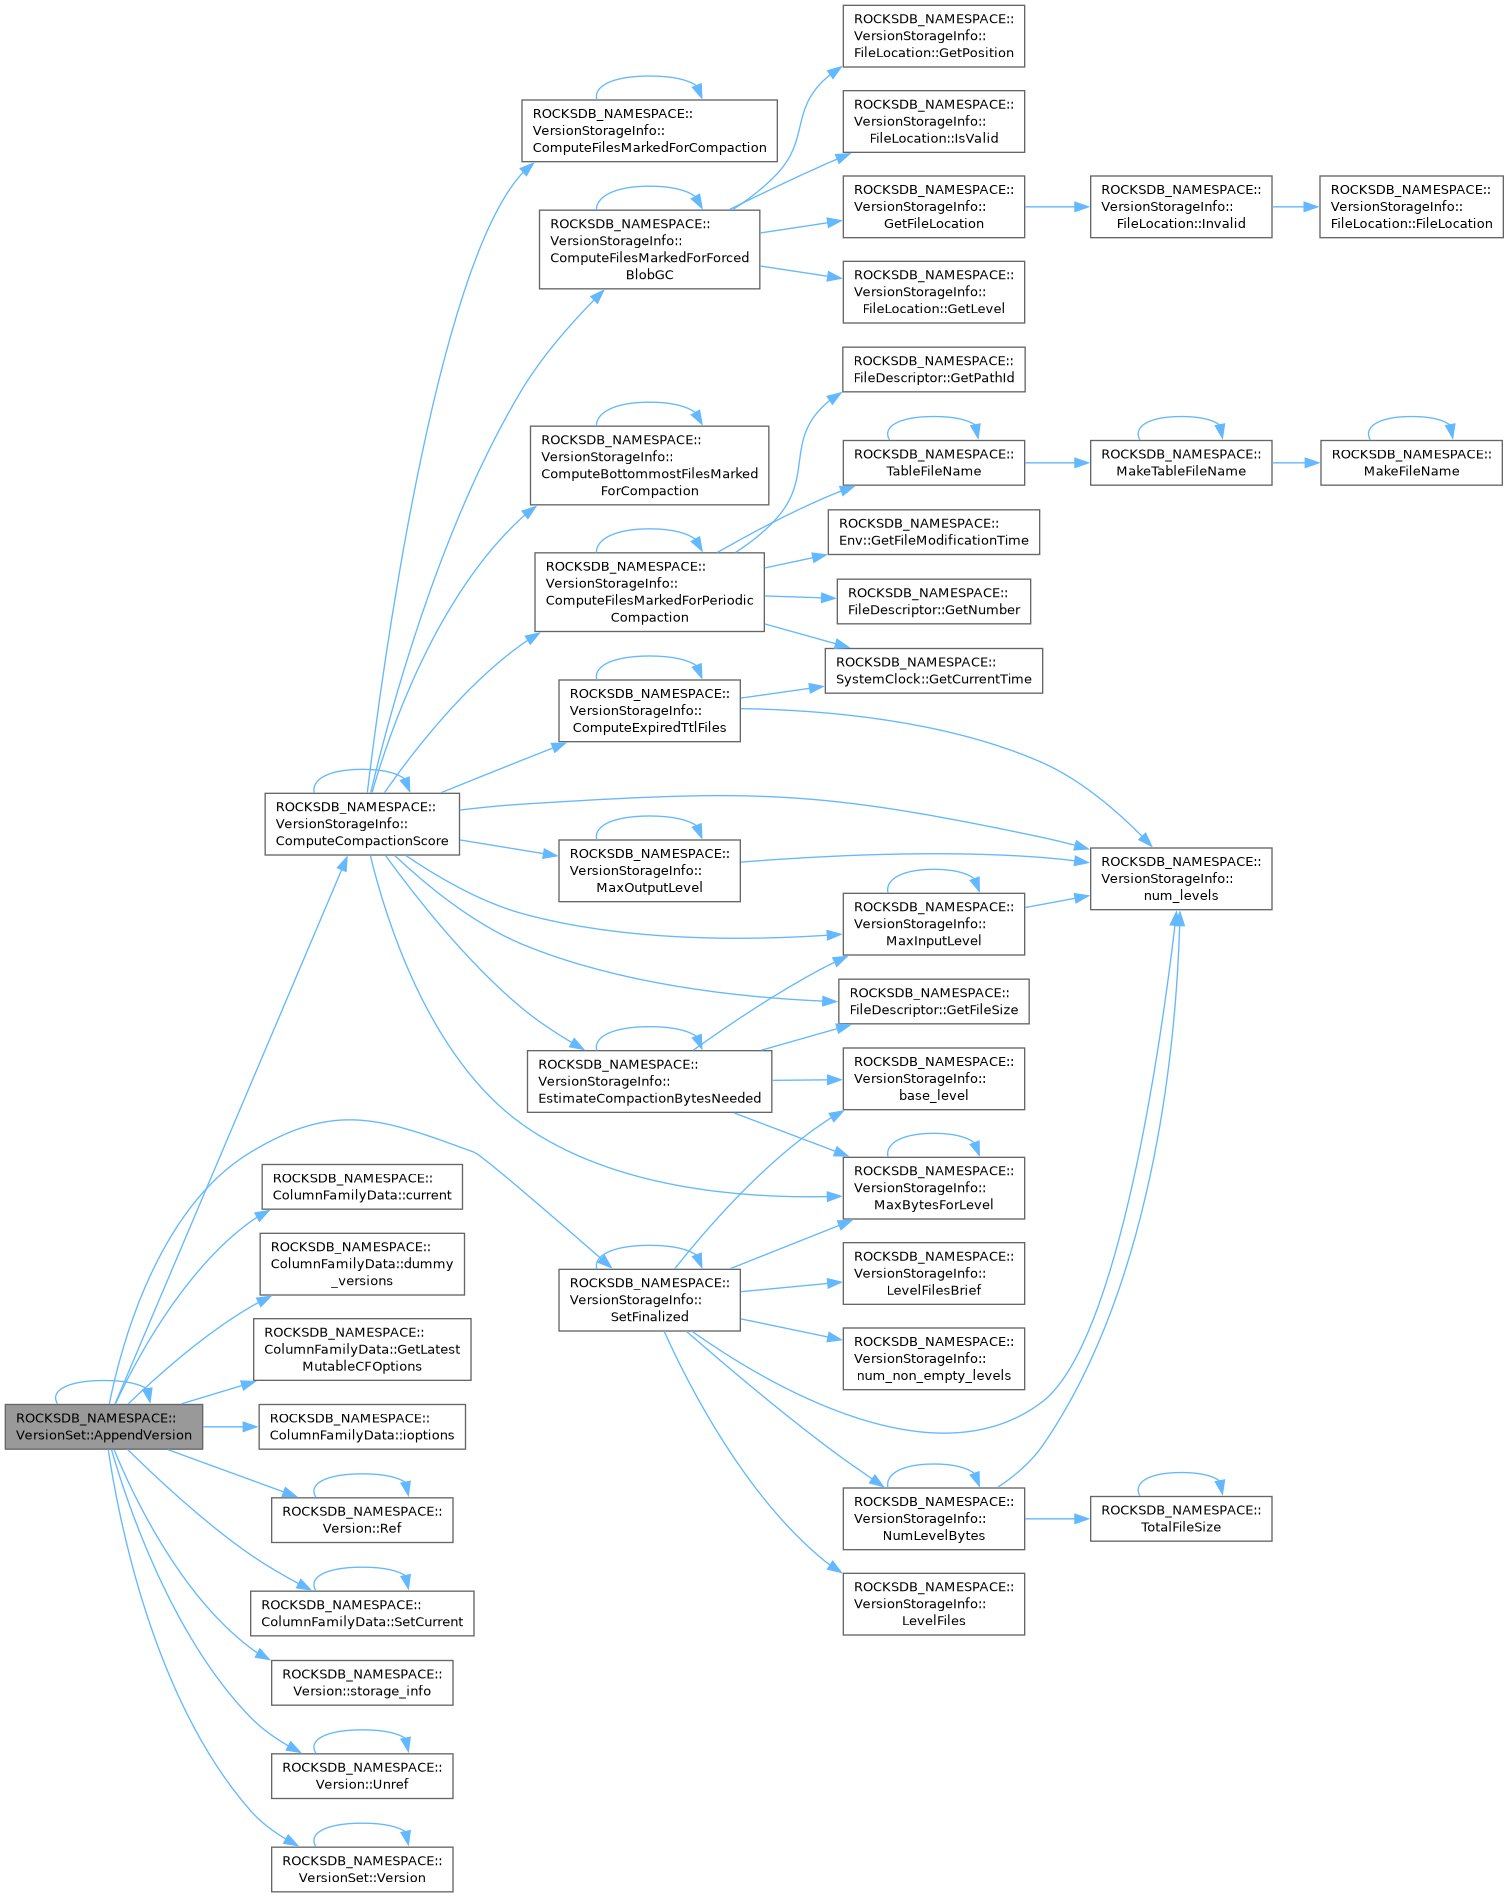 ROCKSDB_NAMESPACE::
VersionStorageInfo::
FileLocation::GetPosition
ROCKSDB_NAMESPACE::
VersionStorageInfo::
ComputeFilesMarkedForCompaction
ROCKSDB_NAMESPACE::
VersionStorageInfo::
FileLocation::IsValid
ROCKSDB_NAMESPACE::
VersionStorageInfo::
ComputeFilesMarkedForForced
BlobGC
ROCKSDB_NAMESPACE::
VersionStorageInfo::
GetFileLocation
ROCKSDB_NAMESPACE::
VersionStorageInfo::
FileLocation::Invalid
ROCKSDB_NAMESPACE::
VersionStorageInfo::
FileLocation::FileLocation
ROCKSDB_NAMESPACE::
VersionStorageInfo::
FileLocation::GetLevel
ROCKSDB_NAMESPACE::
FileDescriptor::GetPathId
ROCKSDB_NAMESPACE::
VersionStorageInfo::
ComputeBottommostFilesMarked
ForCompaction
ROCKSDB_NAMESPACE::
TableFileName
ROCKSDB_NAMESPACE::
MakeTableFileName
ROCKSDB_NAMESPACE::
MakeFileName
ROCKSDB_NAMESPACE::
Env::GetFileModificationTime
ROCKSDB_NAMESPACE::
VersionStorageInfo::
ComputeFilesMarkedForPeriodic
Compaction
ROCKSDB_NAMESPACE::
FileDescriptor::GetNumber
ROCKSDB_NAMESPACE::
SystemClock::GetCurrentTime
ROCKSDB_NAMESPACE::
VersionStorageInfo::
ComputeExpiredTtlFiles
ROCKSDB_NAMESPACE::
VersionStorageInfo::
ComputeCompactionScore
ROCKSDB_NAMESPACE::
VersionStorageInfo::
MaxOutputLevel
ROCKSDB_NAMESPACE::
VersionStorageInfo::
num_levels
ROCKSDB_NAMESPACE::
VersionStorageInfo::
MaxInputLevel
ROCKSDB_NAMESPACE::
FileDescriptor::GetFileSize
ROCKSDB_NAMESPACE::
VersionStorageInfo::
EstimateCompactionBytesNeeded
ROCKSDB_NAMESPACE::
VersionStorageInfo::
base_level
ROCKSDB_NAMESPACE::
ColumnFamilyData::current
ROCKSDB_NAMESPACE::
VersionStorageInfo::
MaxBytesForLevel
ROCKSDB_NAMESPACE::
ColumnFamilyData::dummy
_versions
ROCKSDB_NAMESPACE::
VersionStorageInfo::
SetFinalized
ROCKSDB_NAMESPACE::
VersionStorageInfo::
LevelFilesBrief
ROCKSDB_NAMESPACE::
ColumnFamilyData::GetLatest
MutableCFOptions
ROCKSDB_NAMESPACE::
VersionStorageInfo::
num_non_empty_levels
ROCKSDB_NAMESPACE::
VersionSet::AppendVersion
ROCKSDB_NAMESPACE::
ColumnFamilyData::ioptions
ROCKSDB_NAMESPACE::
Version::Ref
ROCKSDB_NAMESPACE::
VersionStorageInfo::
NumLevelBytes
ROCKSDB_NAMESPACE::
TotalFileSize
ROCKSDB_NAMESPACE::
ColumnFamilyData::SetCurrent
ROCKSDB_NAMESPACE::
VersionStorageInfo::
LevelFiles
ROCKSDB_NAMESPACE::
Version::storage_info
ROCKSDB_NAMESPACE::
Version::Unref
ROCKSDB_NAMESPACE::
VersionSet::Version